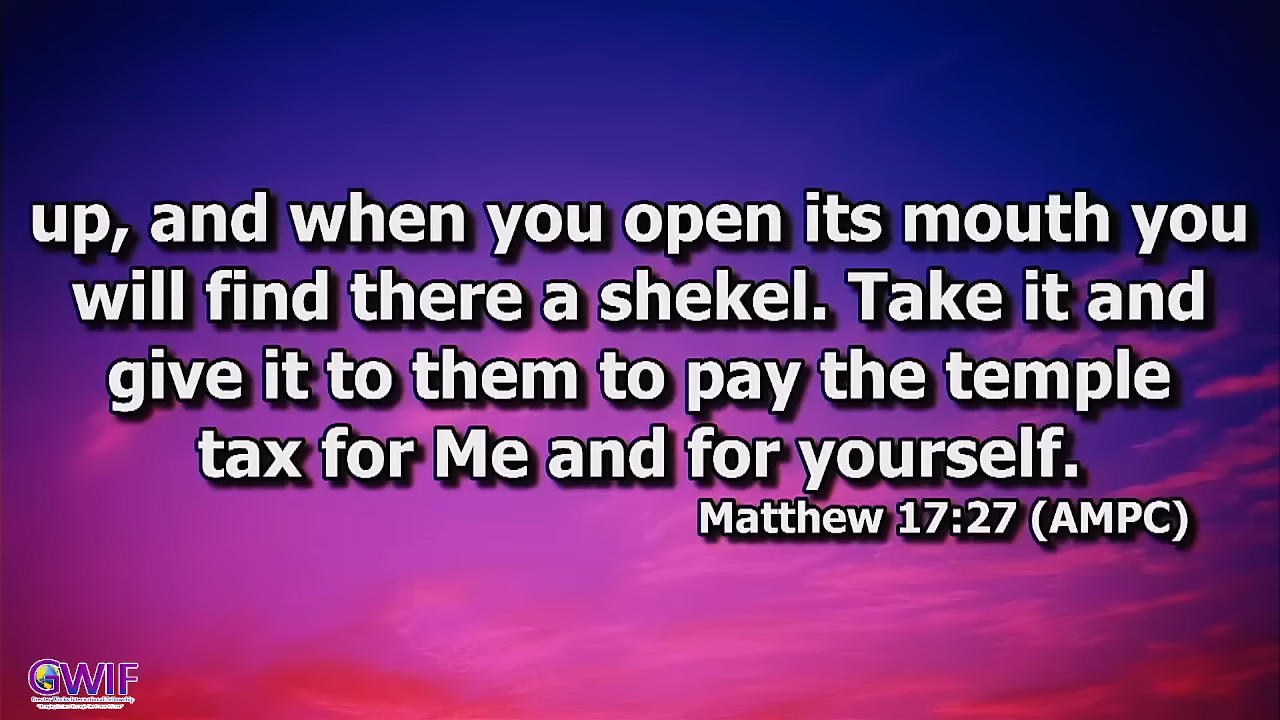 up, and when you open its mouth you
will find there a shekel. Take it and
give it to them to pay the temple
tax for Me and for yourself.
Matthew 17:27 (AMPC)
GWIF